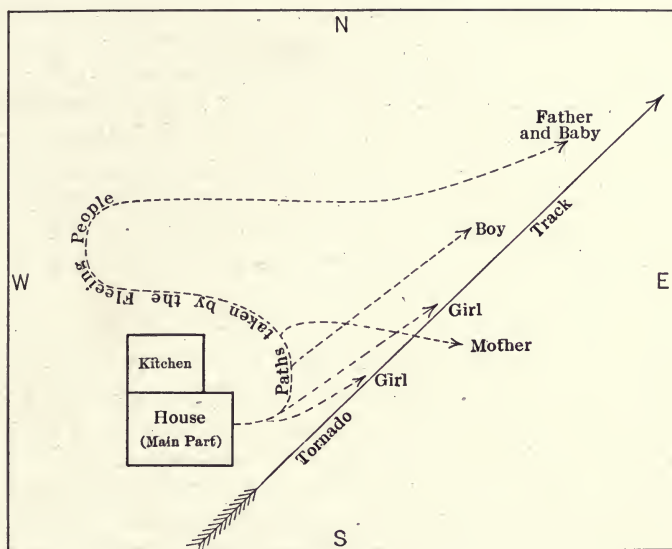 N
Father
and Baby
Boy
Track
W
E
Paths taken by the Fleeing People
Girl
Mother
Kitchen
Girl
House
(Main Part)
Tornado
S